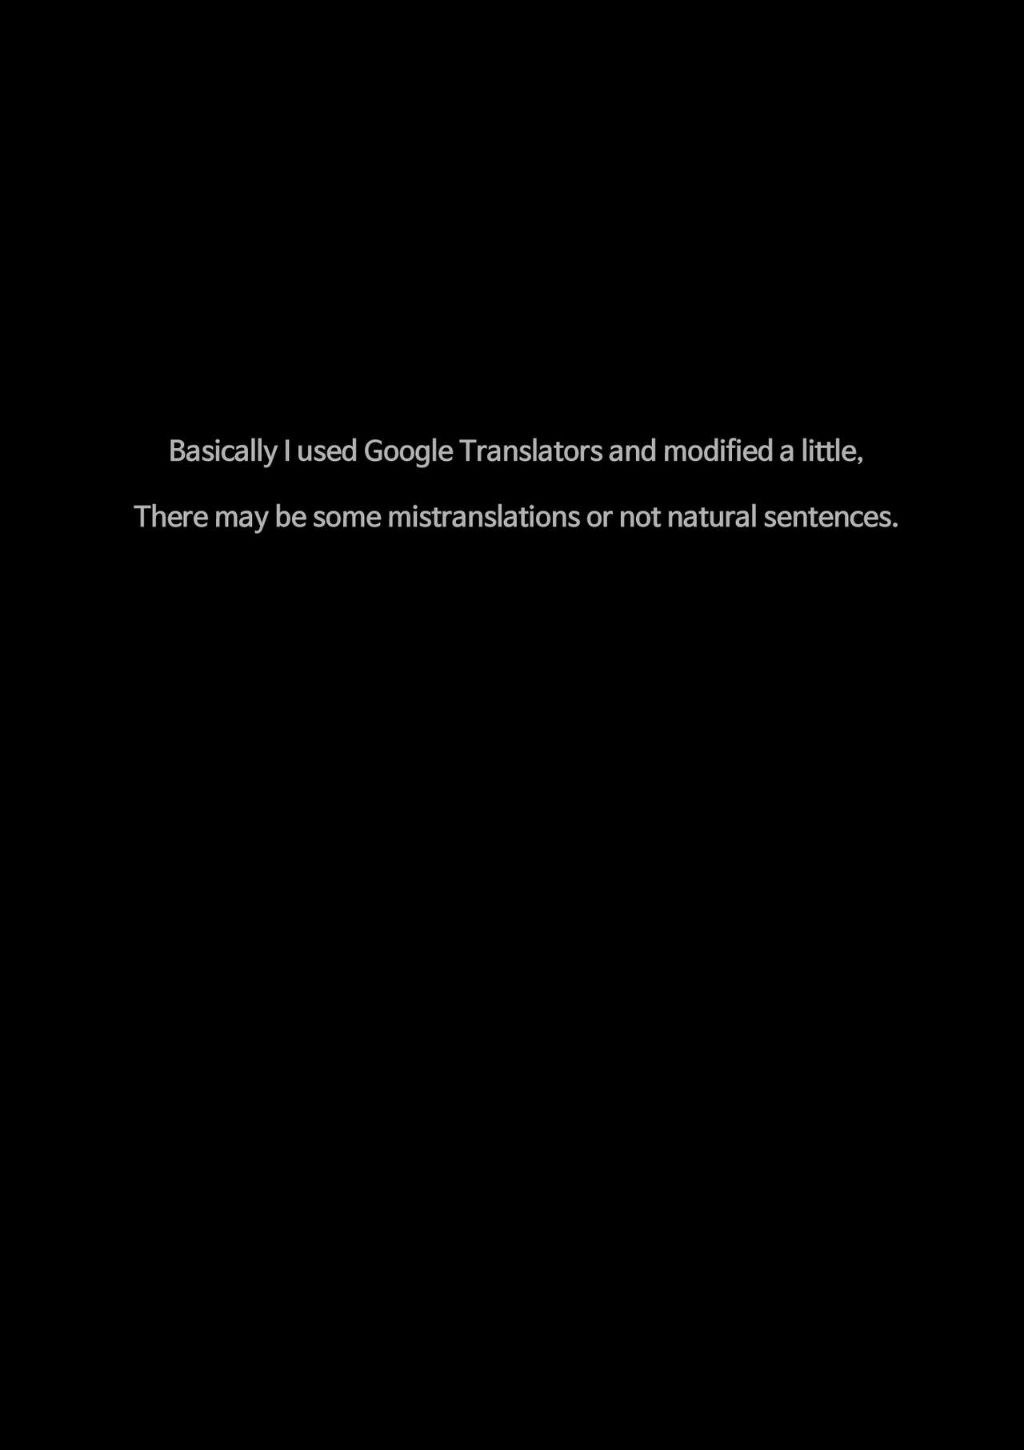 Basically I used Google Translators and modified a little,
There may be some mistranslations or not natural sentences.